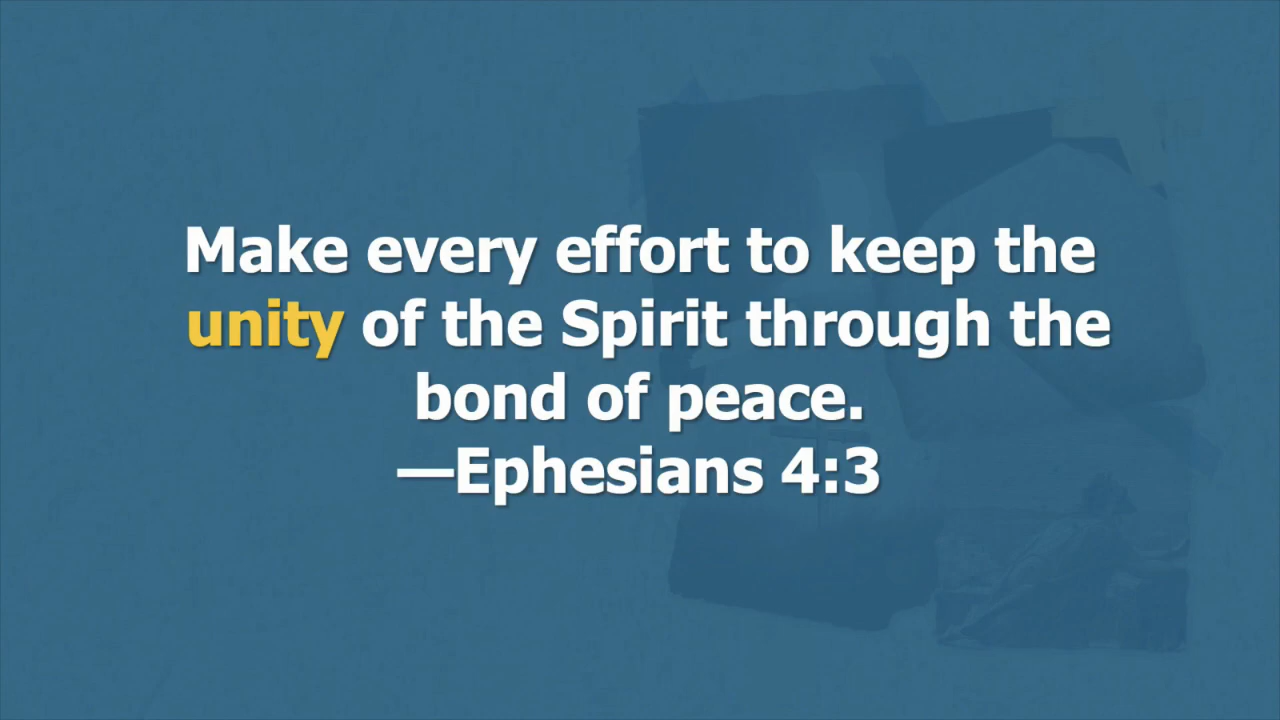 Make every effort to keep the
unity of the Spirit through the
bond of peace.
—Ephesians 4:3